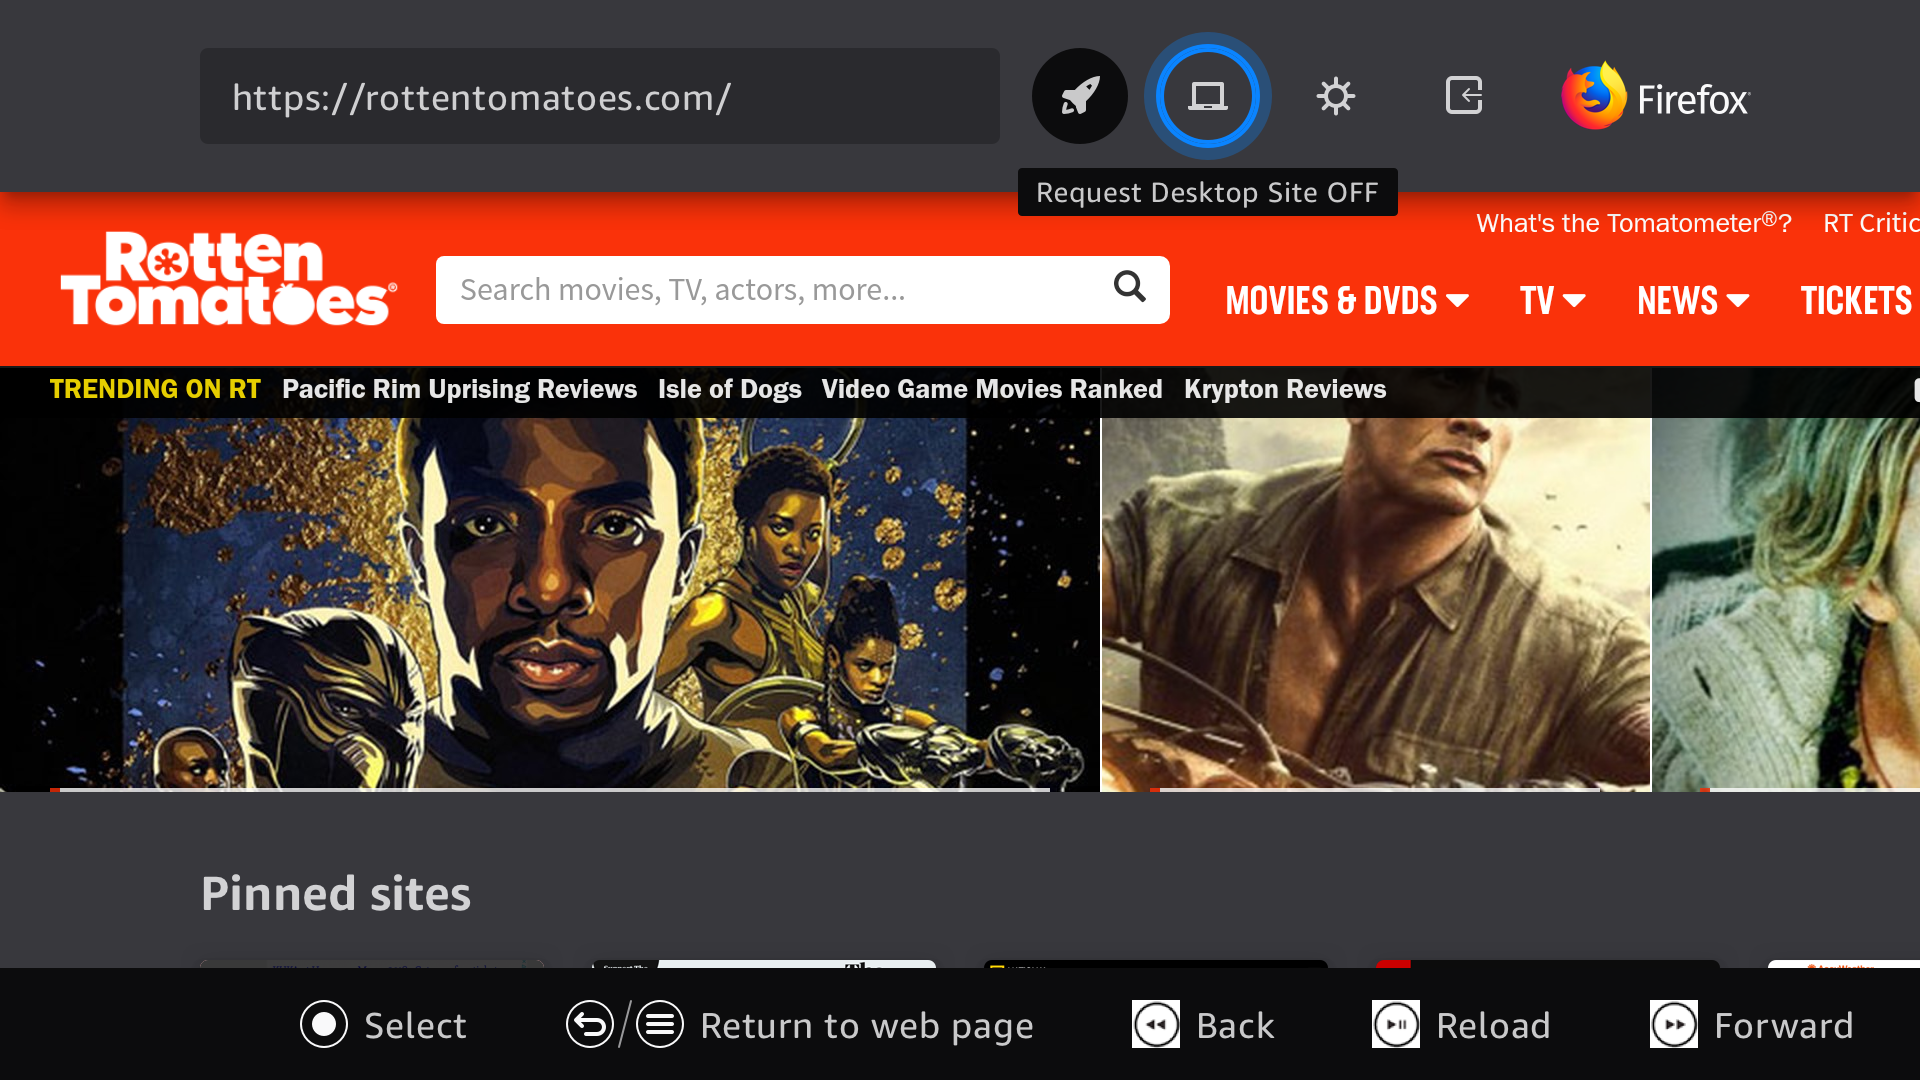 https://rottentomatoes.com/
Firefox
Request Desktop Site OFF
What's the Tomatometer®? RT Critic
Rotten
Tomatoes®
Search movies, TV, actors, more...
MOVIES & DVDS TV NEWS TICKETS
TRENDING ON RT Pacific Rim Uprising Reviews Isle of Dogs Video Game Movies Ranked Krypton Reviews
Pinned sites
Select / Return to web page Back Reload Forward